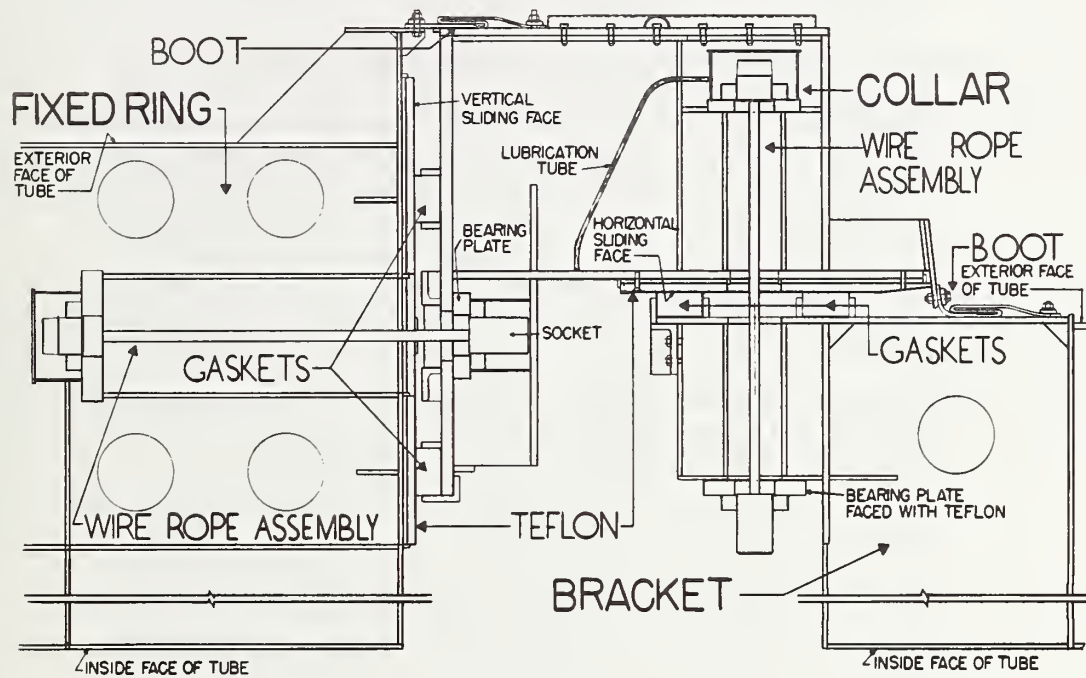 BOOT
FIXED RING
EXTERIOR
FACE OF
TUBE
VERTICAL
SLIDING FACE
LUBRICATION
TUBE
COLLAR
WIRE ROPE
ASSEMBLY
BEARING
PLATE
HORIZONTAL
SLIDING
FACE
BOOT
EXTERIOR FACE
OF TUBE
SOCKET
GASKETS
GASKETS
WIRE ROPE ASSEMBLY
TEFLON
BEARING PLATE
FACED WITH TEFLON
BRACKET
INSIDE FACE OF TUBE
INSIDE FACE OF TUBE